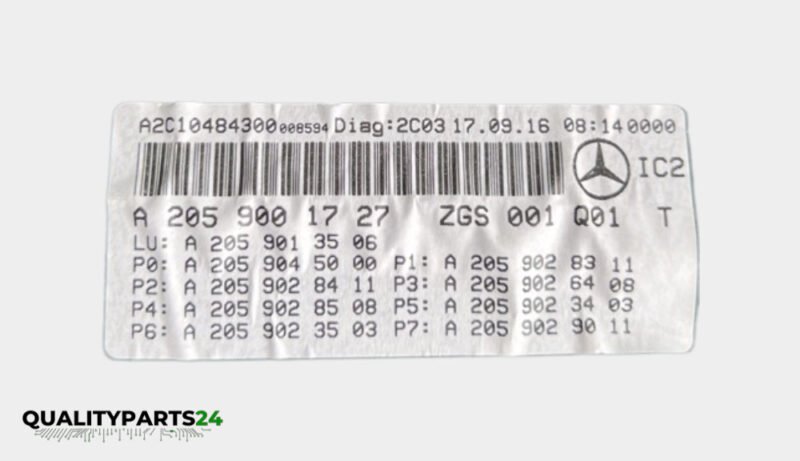 A2C10484300008594 Diag:2C03 17.09.16 08:140000
IC2
A 205 900 17 27 ZGS 001 Q01 T
LU: A 205 901 35 06
P0: A 205 904 50 00 P1: A 205 902 83 11
P2: A 205 902 84 11 P3: A 205 902 64 08
P4: A 205 902 85 08 P5: A 205 902 34 03
P6: A 205 902 35 03 P7: A 205 902 90 11
QUALITYPARTS24